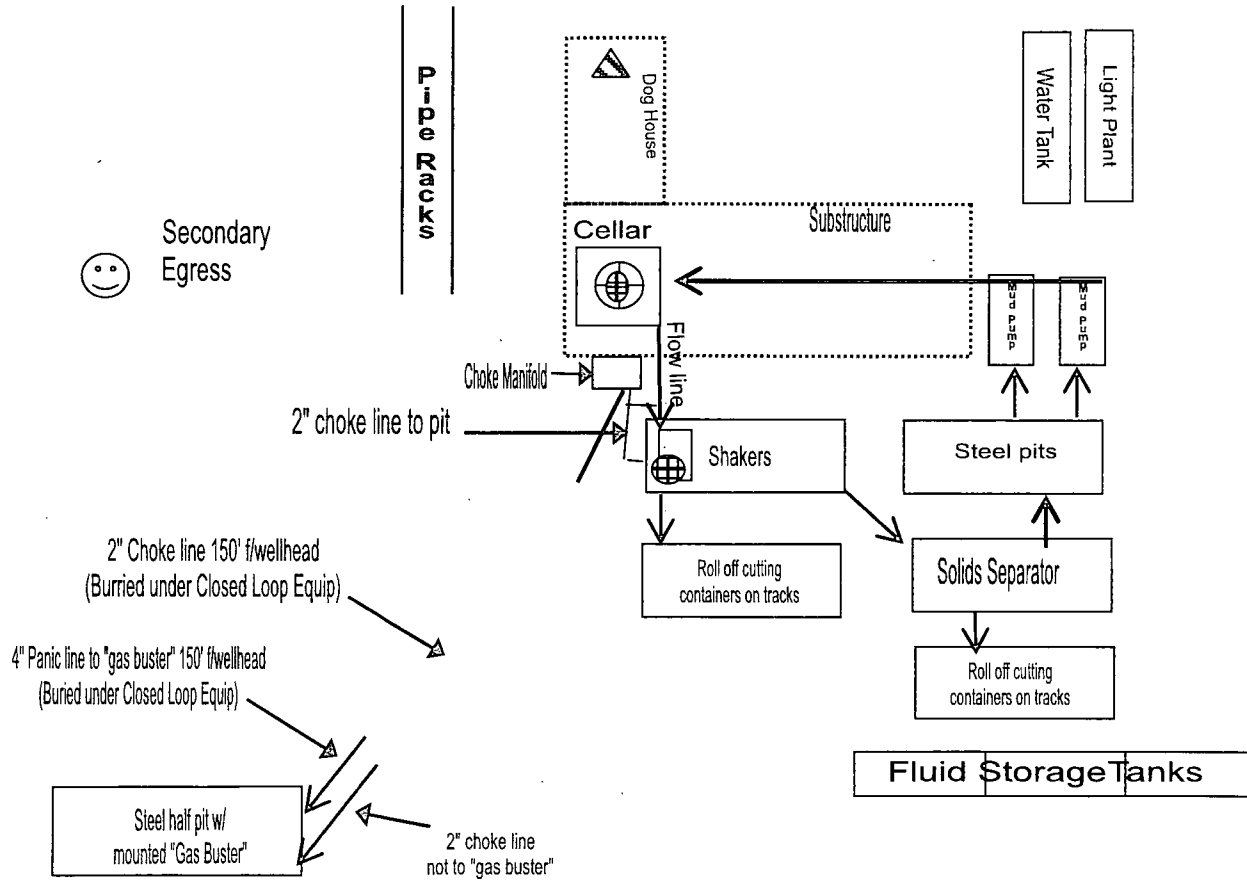 Pipe Racks
Dog House
Water Tank
Light Plant
Secondary
Egress
Cellar
Substructure
Mud Pump
Mud Pump
Flow line
Choke Manifold
2" choke line to pit
Shakers
Steel pits
2" Choke line 150' f/wellhead
(Burried under Closed Loop Equip)
Roll off cutting
containers on tracks
Solids Separator
4" Panic line to "gas buster" 150' f/wellhead
(Buried under Closed Loop Equip)
Roll off cutting
containers on tracks
Fluid StorageTanks
Steel half pit w/
mounted "Gas Buster"
2" choke line
not to "gas buster"